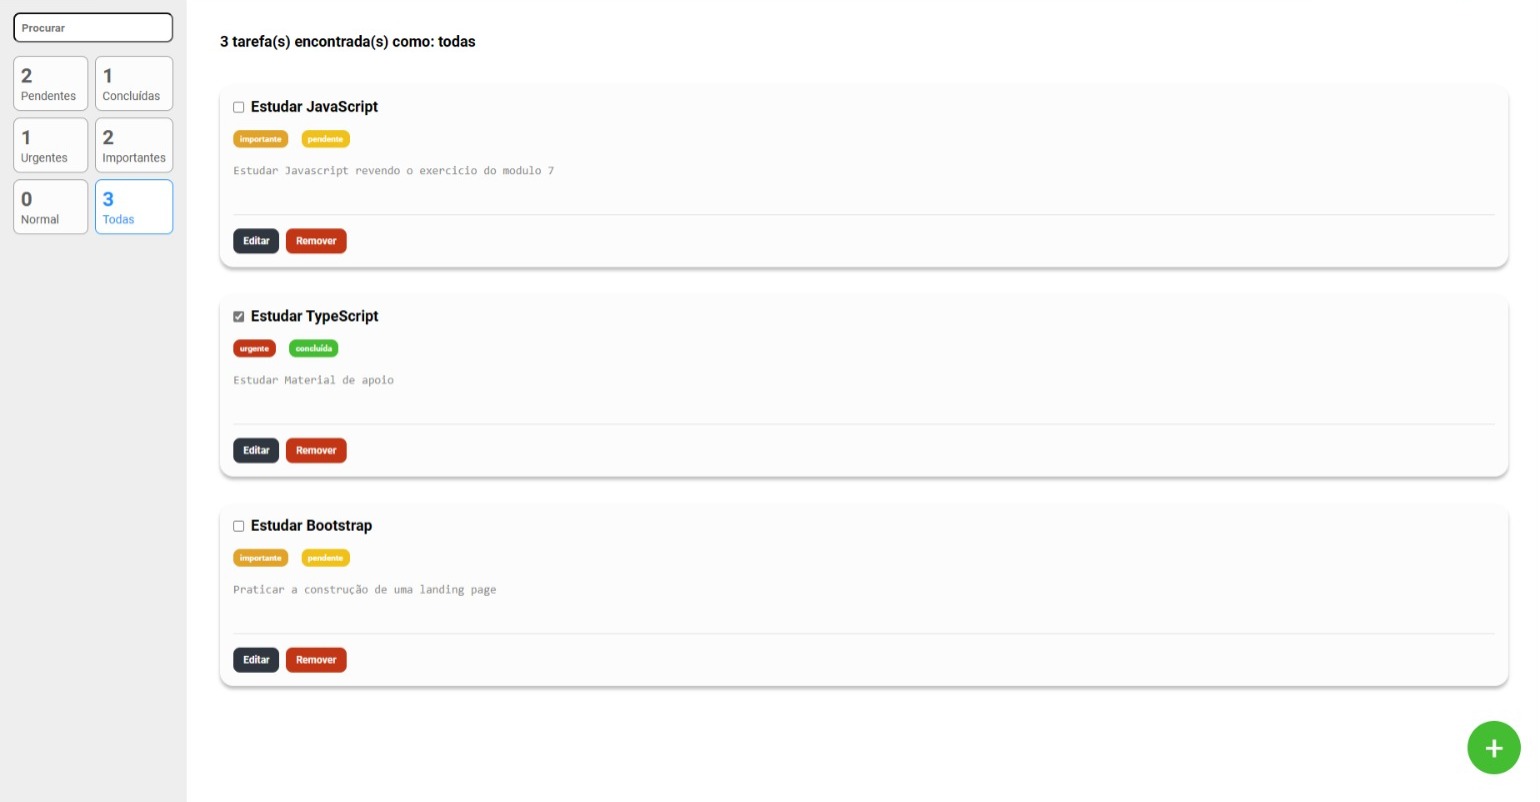 Procurar
2
Pendentes
1
Concluídas
1
Urgentes
2
Importantes
0
Normal
3
Todas
3 tarefa(s) encontrada(s) como: todas
Estudar JavaScript
importante pendente
Estudar Javascript revendo o exercicio do modulo 7
Editar Remover
Estudar TypeScript
urgente concluída
Estudar Material de apoio
Editar Remover
Estudar Bootstrap
importante pendente
Praticar a construção de uma landing page
Editar Remover
+